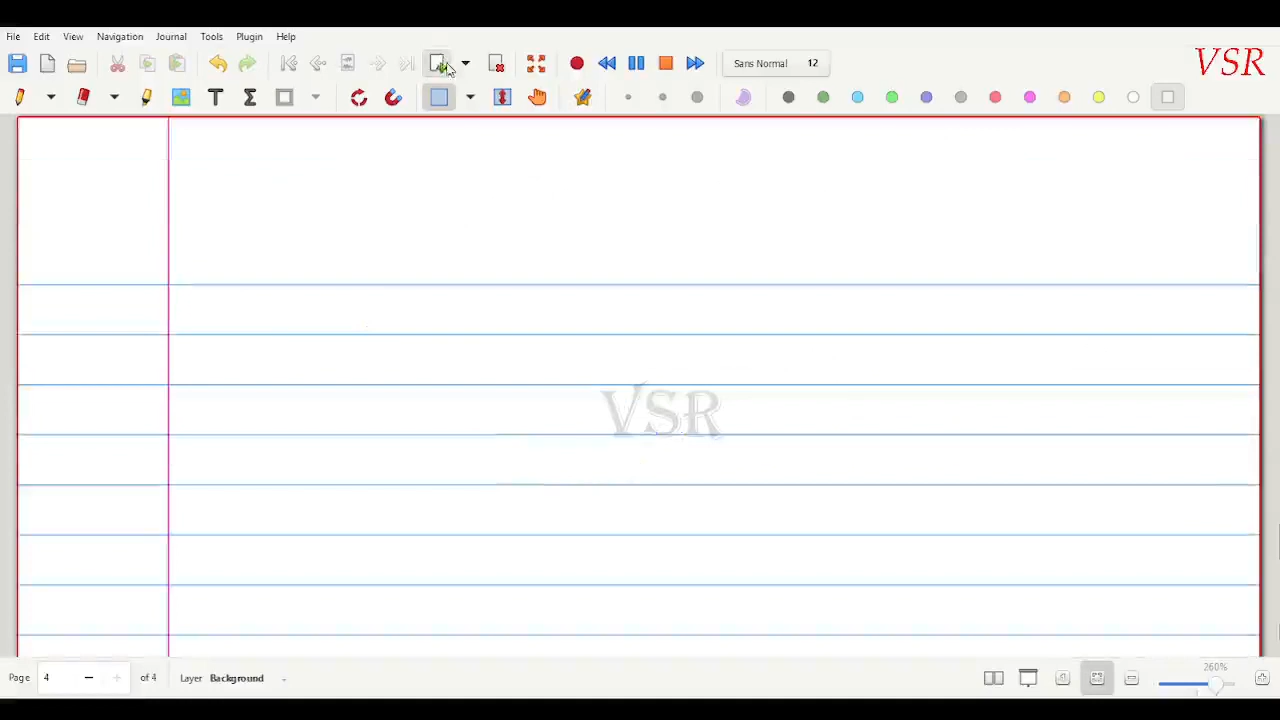 File Edit View Navigation Journal Tools Plugin Help
VSR
Sans Normal 12
VSR
Page 4 of 4 Layer Background 260%